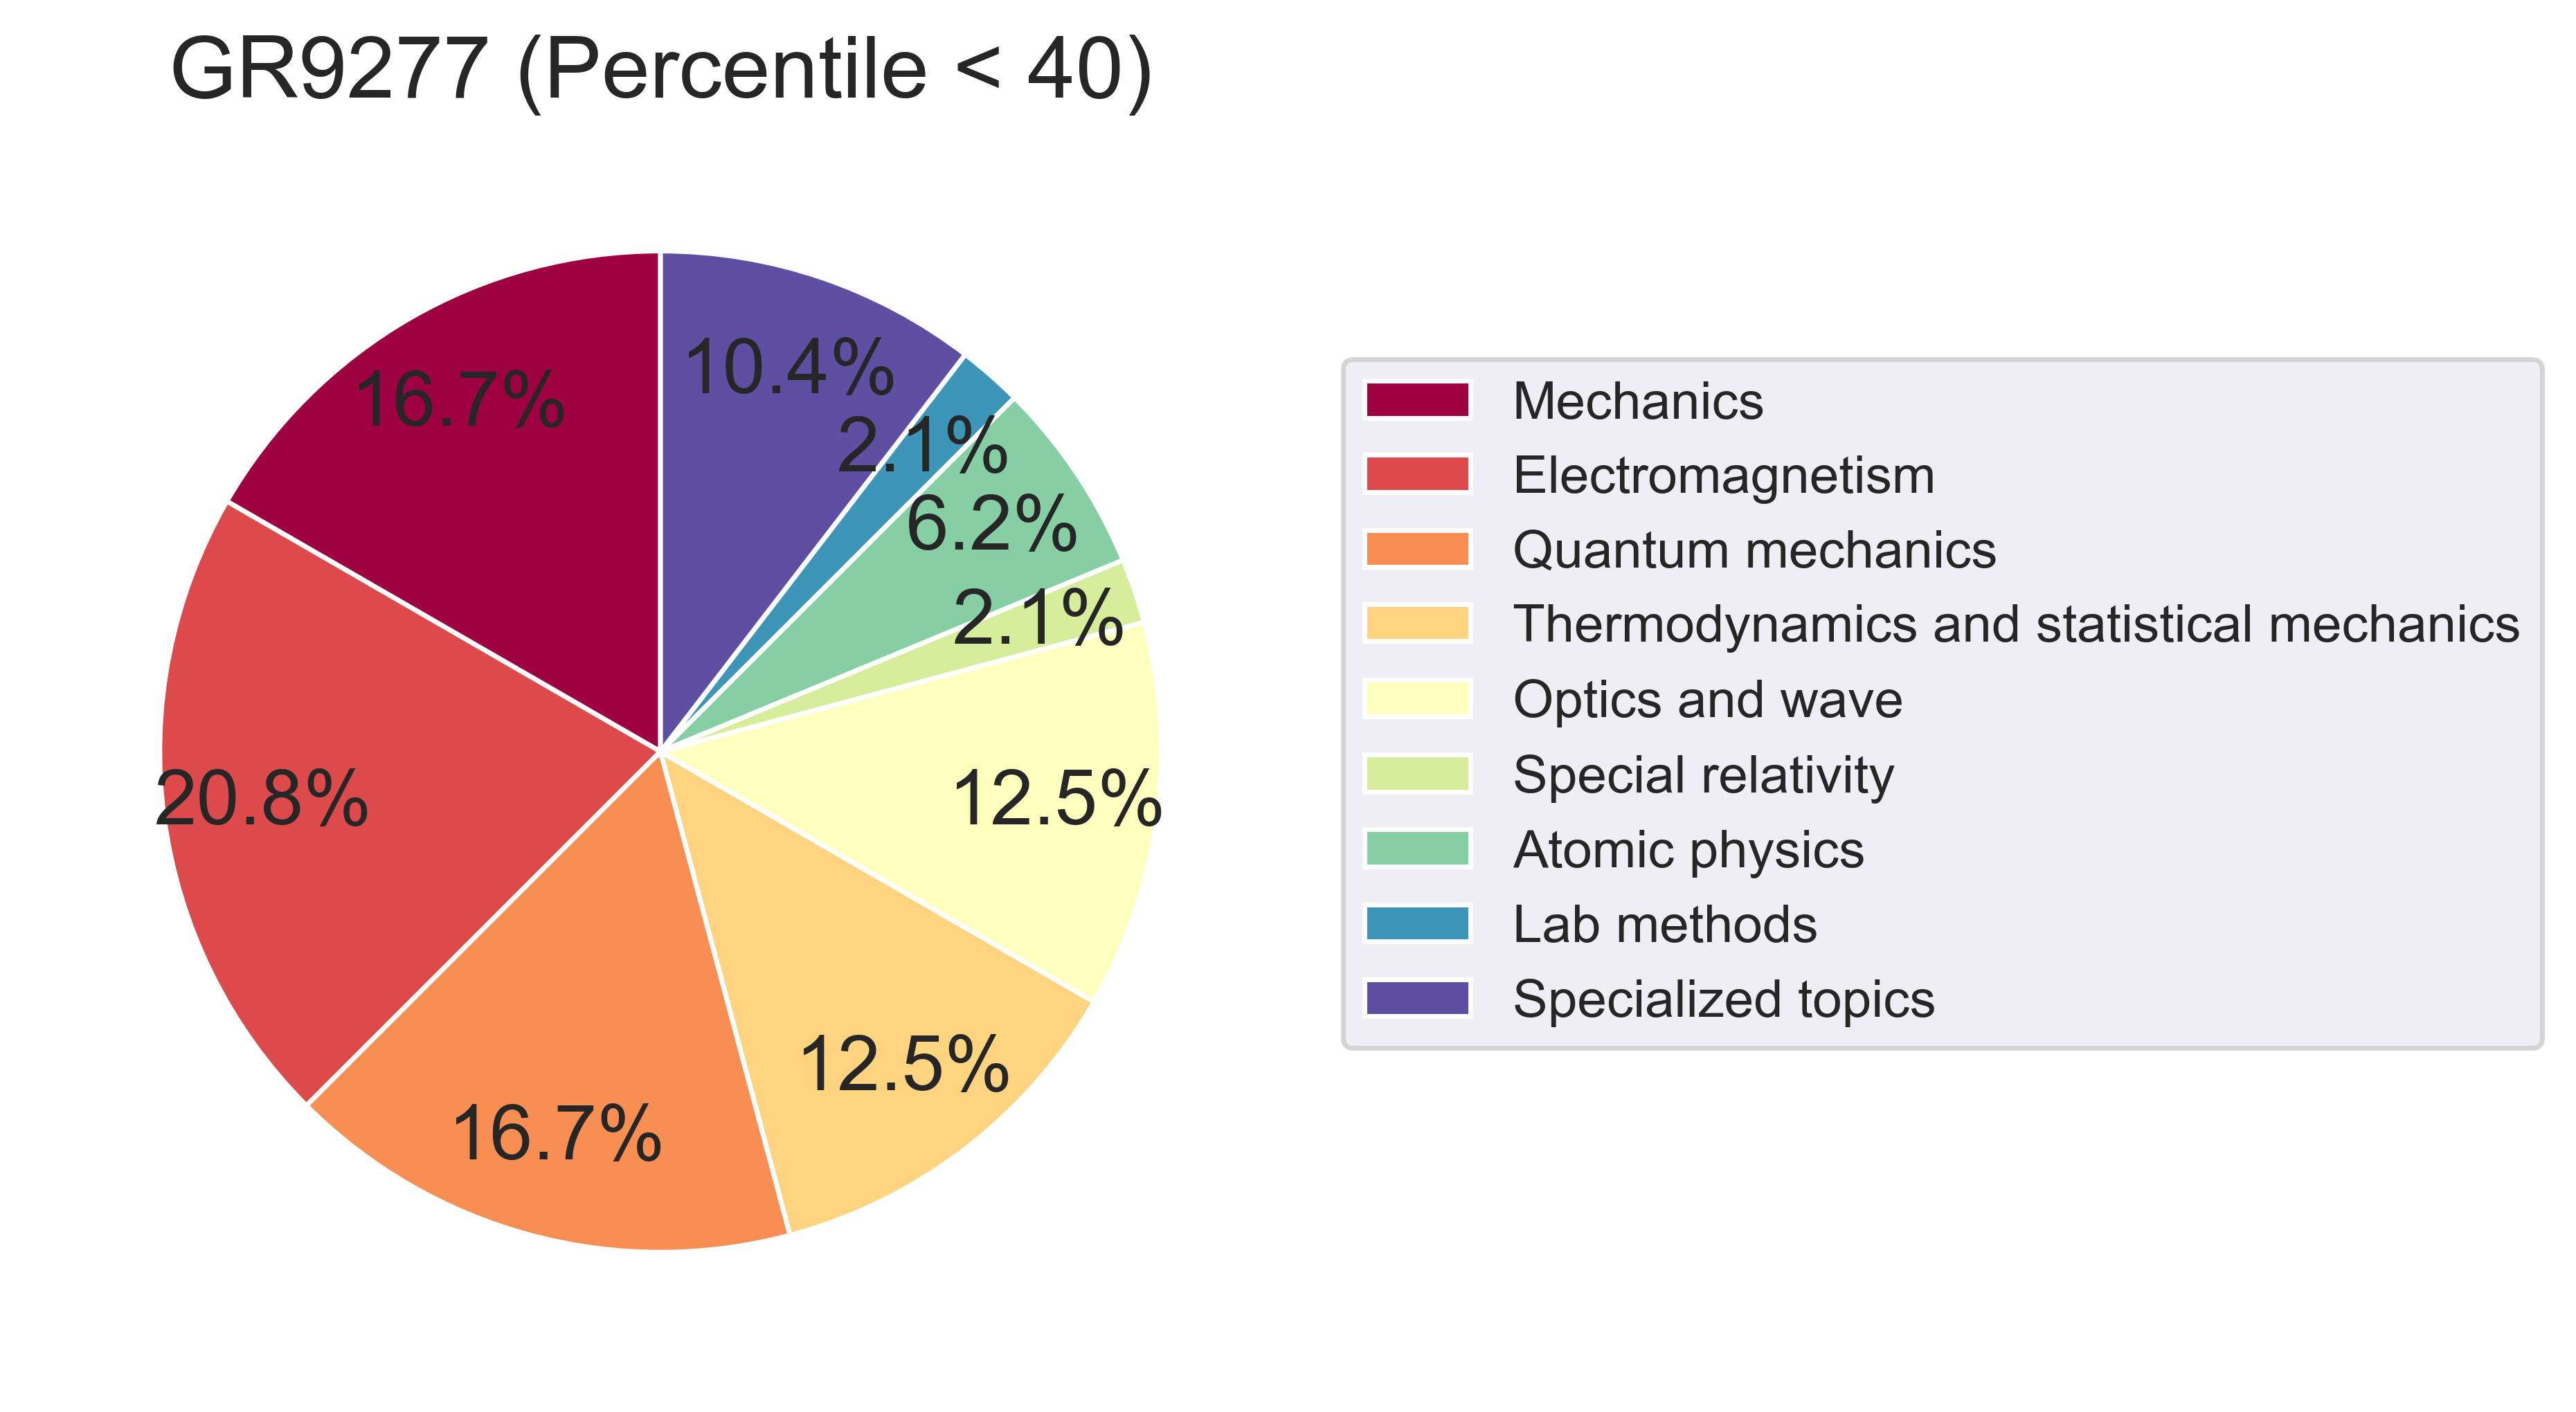 GR9277 (Percentile < 40)
10.4%
16.7%
2.1%
6.2%
2.1%
20.8%
12.5%
12.5%
16.7%
Mechanics
Electromagnetism
Quantum mechanics
Thermodynamics and statistical mechanics
Optics and wave
Special relativity
Atomic physics
Lab methods
Specialized topics